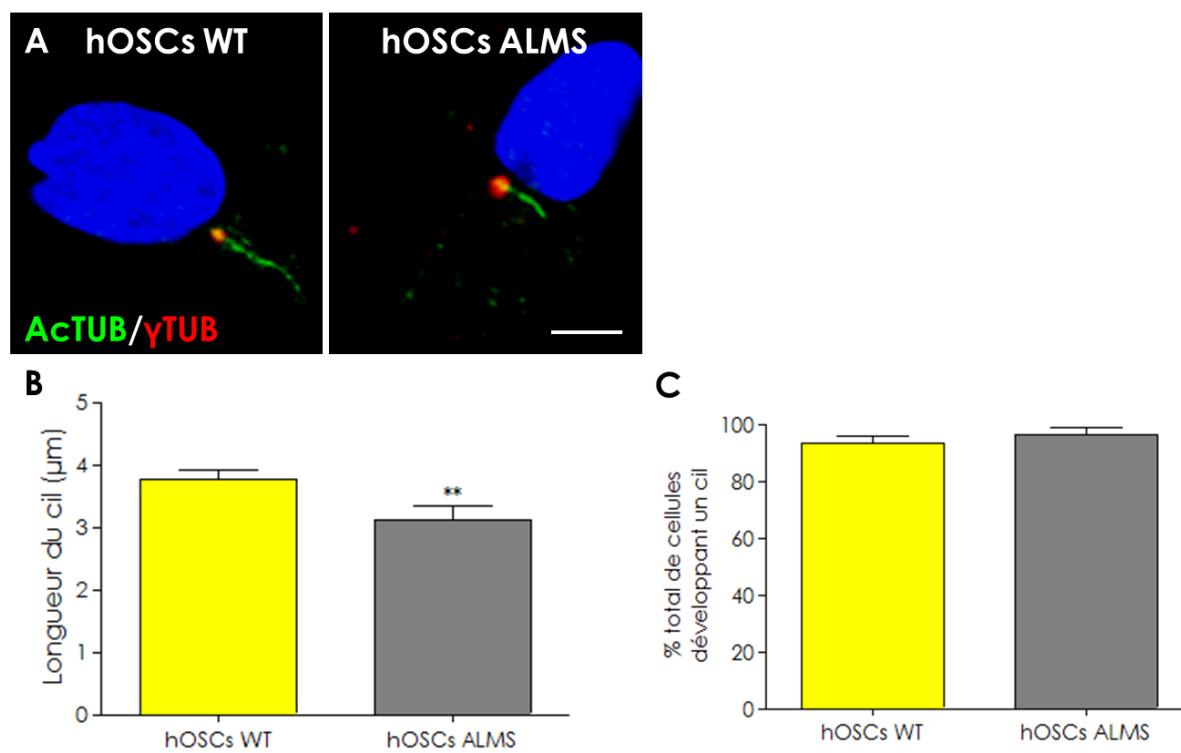 A hOSCs WT
hOSCs ALMS
AcTUB/γTUB
B
Longueur du cil (µm)
5
4
3
2
1
0
**
hOSCs WT
hOSCs ALMS
C
% total de cellules
développant un cil
100
80
60
40
20
0
hOSCs WT
hOSCs ALMS